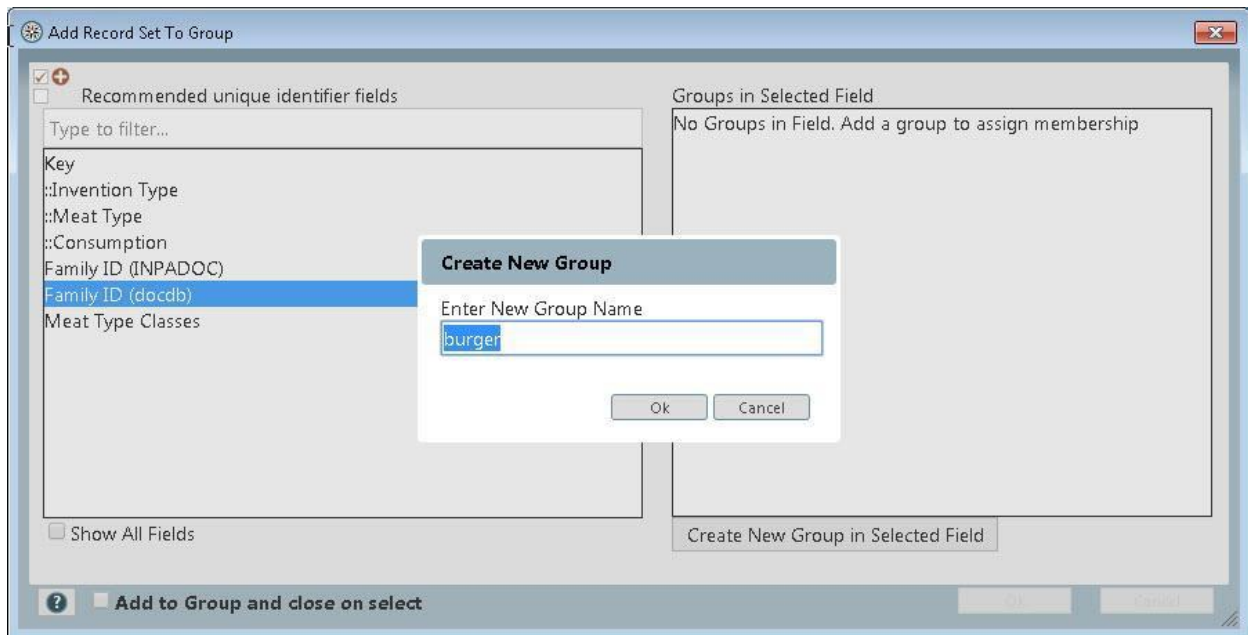 Add Record Set To Group
Recommended unique identifier fields
Type to filter...
Key
::Invention Type
::Meat Type
::Consumption
Family ID (INPADOC)
Family ID (docdb)
Meat Type Classes
Show All Fields
Groups in Selected Field
No Groups in Field. Add a group to assign membership
Create New Group
Enter New Group Name
burger
Ok Cancel
Create New Group in Selected Field
Add to Group and close on select
Ok Cancel